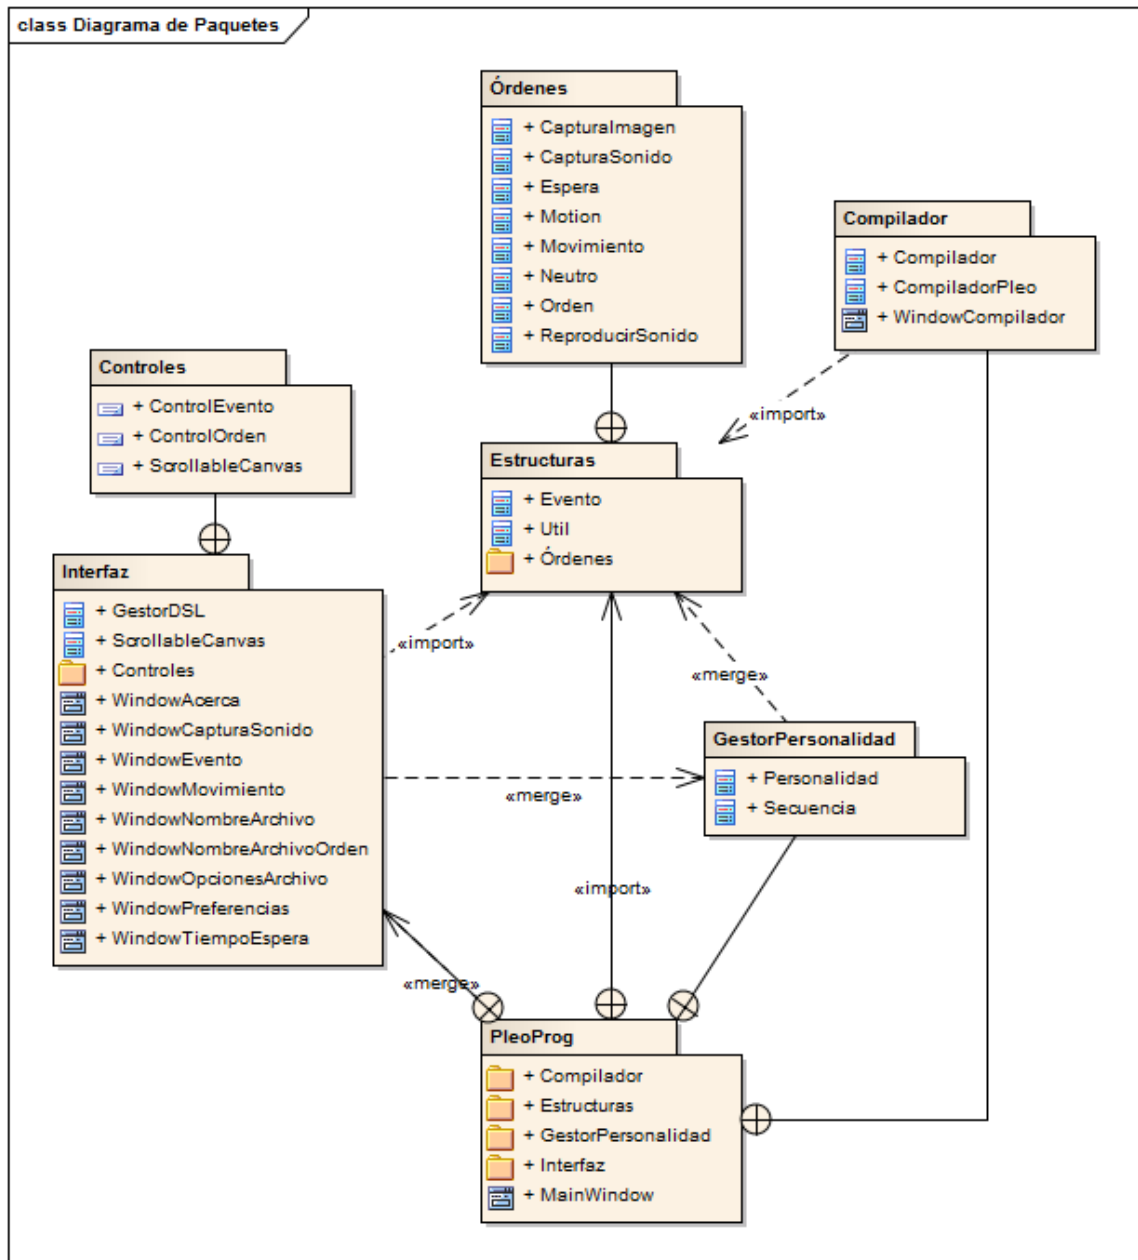 class Diagrama de Paquetes
Órdenes
+ CapturaImagen
+ CapturaSonido
+ Espera
+ Motion
+ Movimiento
+ Neutro
+ Orden
+ ReproducirSonido
Compilador
+ Compilador
+ CompiladorPleo
+ WindowCompilador
Controles
+ ControlEvento
+ ControlOrden
+ ScrollableCanvas
«import»
Estructuras
+ Evento
+ Util
+ Órdenes
Interfaz
+ GestorDSL
+ ScrollableCanvas
+ Controles
+ WindowAcerca
+ WindowCapturaSonido
+ WindowEvento
+ WindowMovimiento
+ WindowNombreArchivo
+ WindowNombreArchivoOrden
+ WindowOpcionesArchivo
+ WindowPreferencias
+ WindowTiempoEspera
«import»
«merge»
GestorPersonalidad
+ Personalidad
+ Secuencia
«merge»
«import»
«merge»
PleoProg
+ Compilador
+ Estructuras
+ GestorPersonalidad
+ Interfaz
+ MainWindow